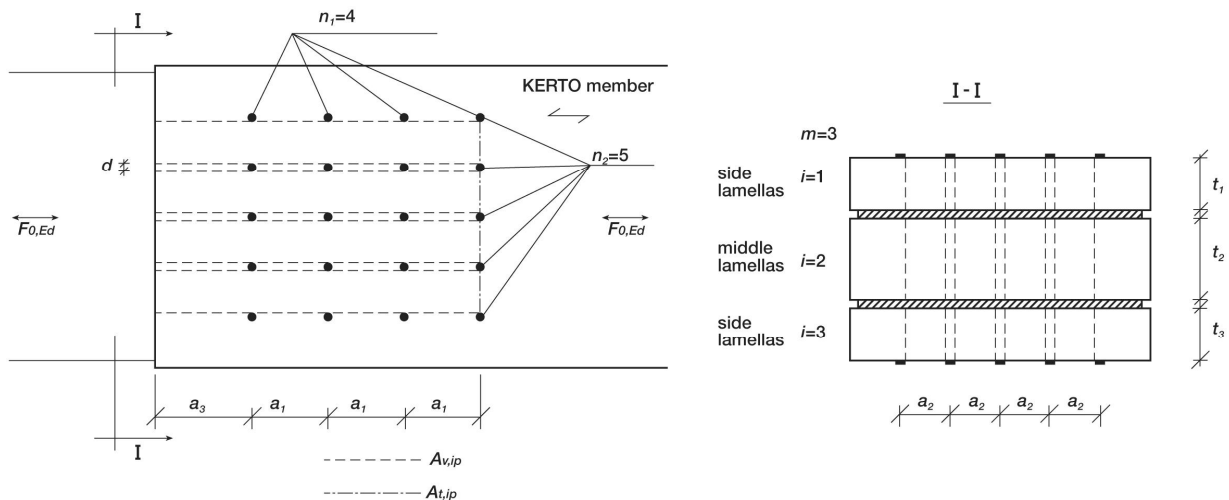 I
n1=4
KERTO member
d
n2=5
F0,Ed
F0,Ed
a3
a1
a1
a1
I
Av,ip
At,ip
I - I
m=3
side
lamellas
i=1
t1
middle
lamellas
i=2
t2
side
lamellas
i=3
t3
a2
a2
a2
a2